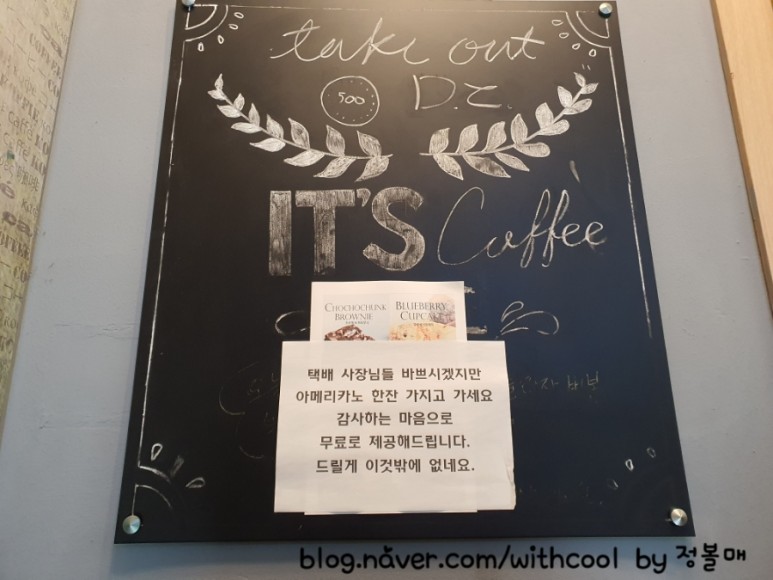 take out
500 D.C.
IT'S Coffee
CHOCOCHUNK
BROWNIE
BLUEBERRY
CUPCAKE
택배 사장님들 바쁘시겠지만
아메리카노 한잔 가지고 가세요
감사하는 마음으로
무료로 제공해드립니다.
드릴게 이것밖에 없네요.
blog.naver.com/withcool by 정볼매